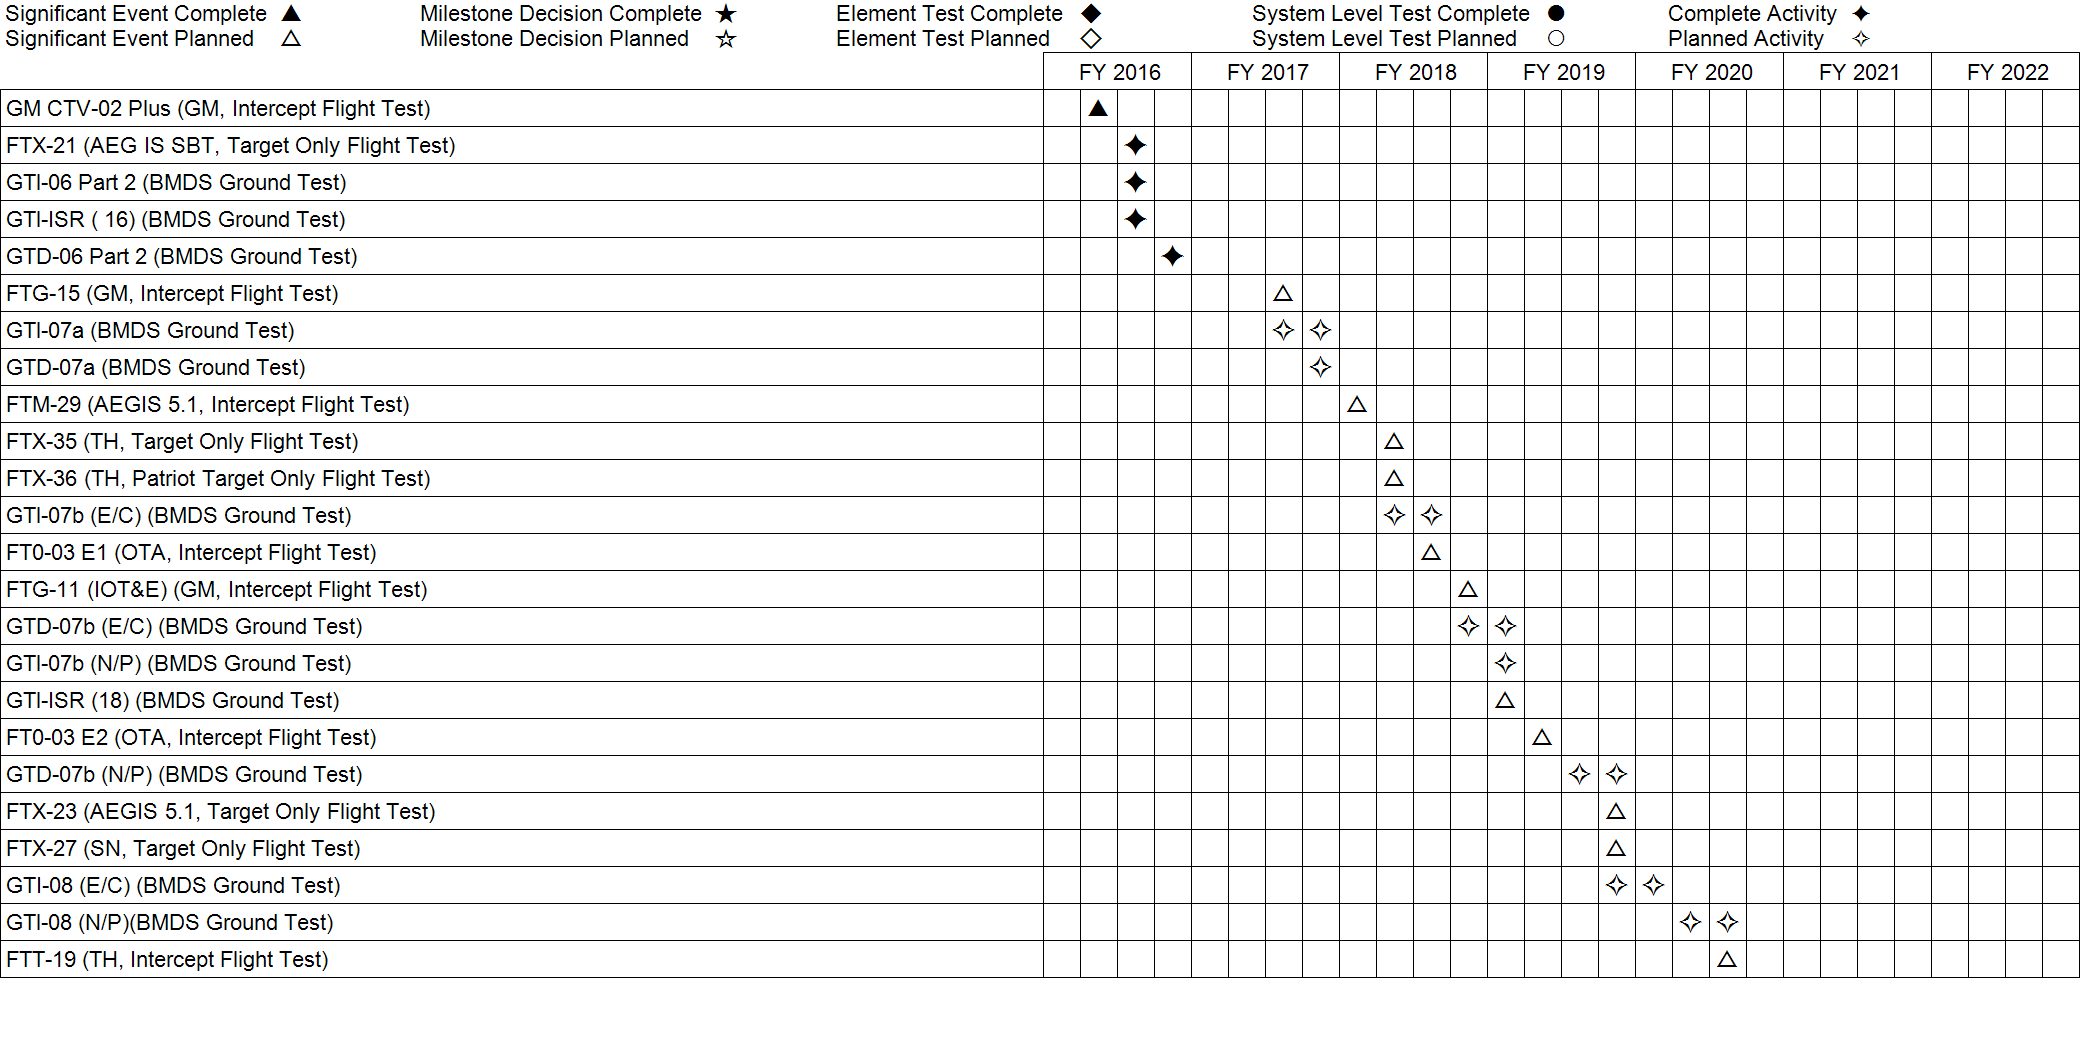 Significant Event Complete ▲ Milestone Decision Complete ★ Element Test Complete ◆ System Level Test Complete ● Complete Activity ✦
Significant Event Planned △ Milestone Decision Planned ☆ Element Test Planned ◇ System Level Test Planned ○ Planned Activity ✧
FY 2016 FY 2017 FY 2018 FY 2019 FY 2020 FY 2021 FY 2022
GM CTV-02 Plus (GM, Intercept Flight Test)
FTX-21 (AEG IS SBT, Target Only Flight Test)
GTI-06 Part 2 (BMDS Ground Test)
GTI-ISR ( 16) (BMDS Ground Test)
GTD-06 Part 2 (BMDS Ground Test)
FTG-15 (GM, Intercept Flight Test)
GTI-07a (BMDS Ground Test)
GTD-07a (BMDS Ground Test)
FTM-29 (AEGIS 5.1, Intercept Flight Test)
FTX-35 (TH, Target Only Flight Test)
FTX-36 (TH, Patriot Target Only Flight Test)
GTI-07b (E/C) (BMDS Ground Test)
FT0-03 E1 (OTA, Intercept Flight Test)
FTG-11 (IOT&E) (GM, Intercept Flight Test)
GTD-07b (E/C) (BMDS Ground Test)
GTI-07b (N/P) (BMDS Ground Test)
GTI-ISR (18) (BMDS Ground Test)
FT0-03 E2 (OTA, Intercept Flight Test)
GTD-07b (N/P) (BMDS Ground Test)
FTX-23 (AEGIS 5.1, Target Only Flight Test)
FTX-27 (SN, Target Only Flight Test)
GTI-08 (E/C) (BMDS Ground Test)
GTI-08 (N/P)(BMDS Ground Test)
FTT-19 (TH, Intercept Flight Test)